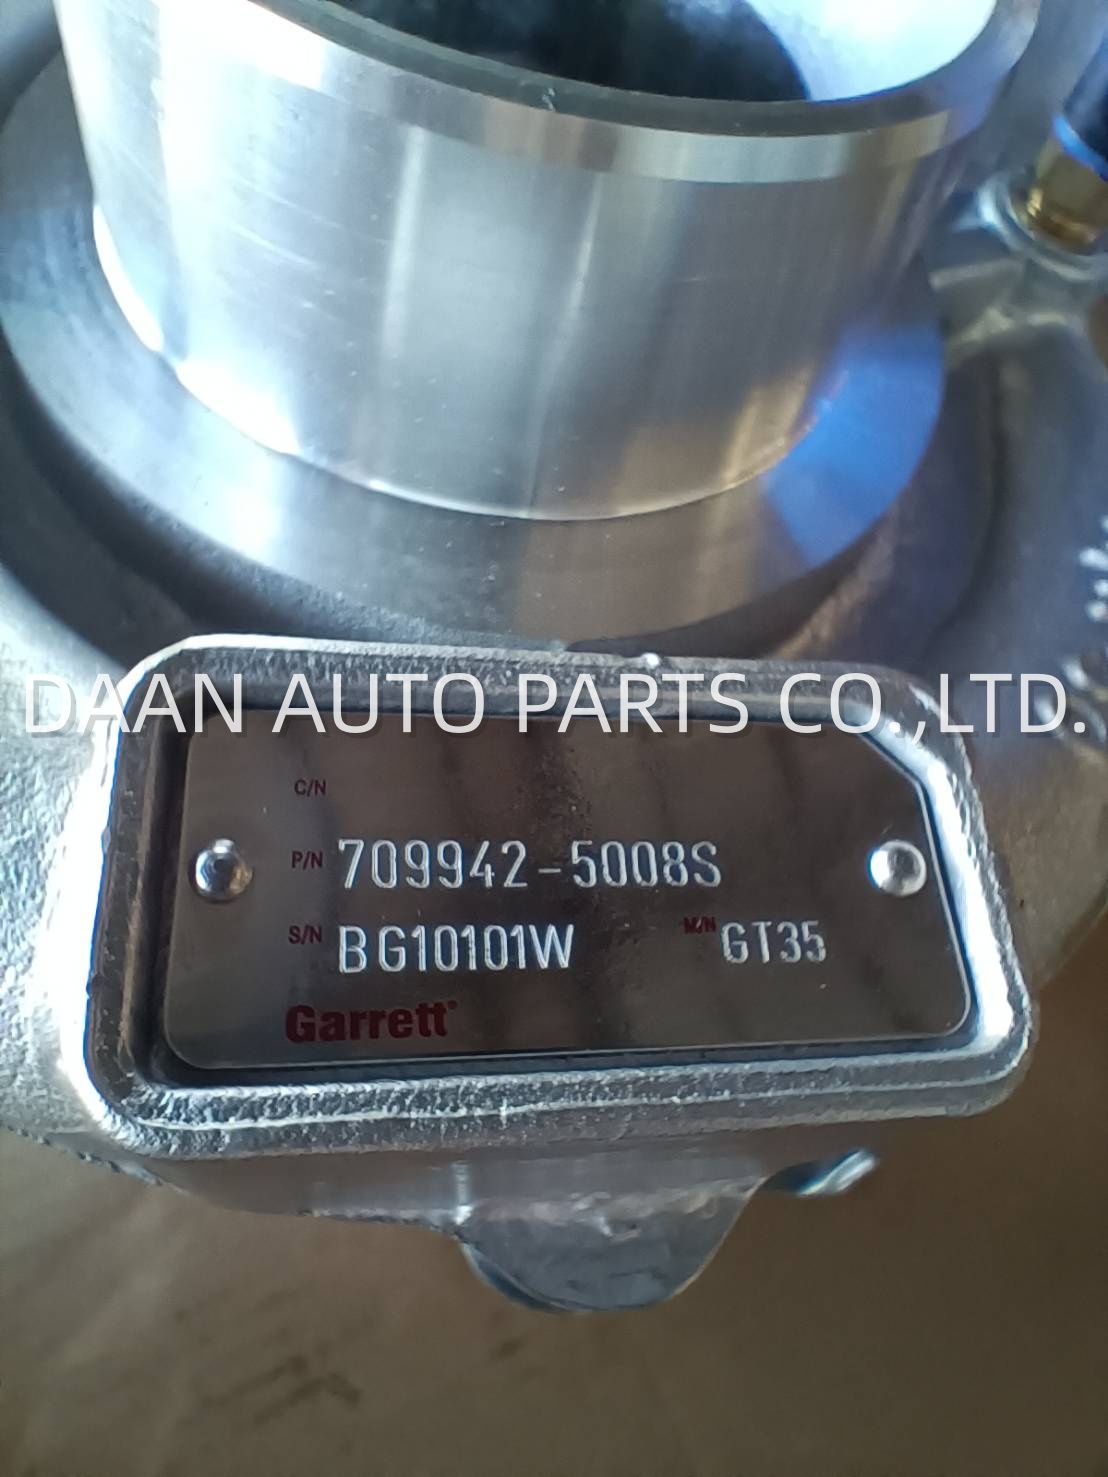 DAAN AUTO PARTS CO.,LTD.
C/N
P/N 709942-5008S
S/N BG10101W M/N GT35
Garrett®